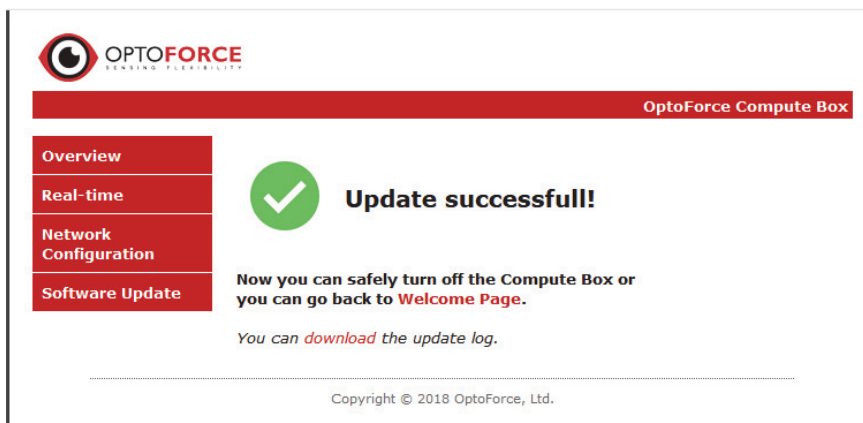 OPTOFORCE
SENSING FLEXIBILITY
OptoForce Compute Box
Overview
Real-time
Network
Configuration
Software Update
Update successfull!
Now you can safely turn off the Compute Box or
you can go back to Welcome Page.
You can download the update log.
Copyright © 2018 OptoForce, Ltd.